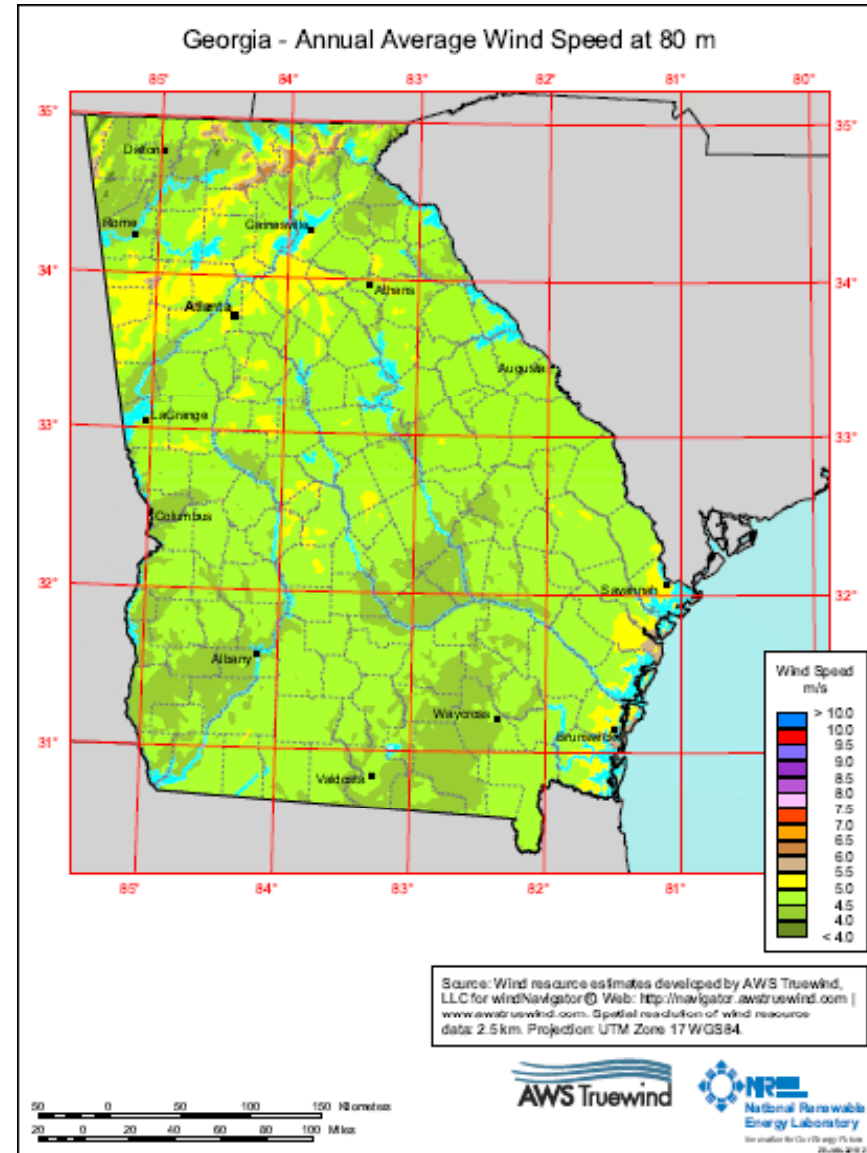 Georgia - Annual Average Wind Speed at 80 m
85° 84° 83° 82° 81° 80°
35° 35°
Dalton
Rome
Gainesville
34° 34°
Athens
Atlanta
Augusta
LaGrange
33° 33°
Columbus
Savannah
32° 32°
Albany
Waycross
Brunswick
31°
Valdosta
85° 84° 83° 82° 81°
Wind Speed
m/s
> 10.0
10.0
9.5
9.0
8.5
8.0
7.5
7.0
6.5
6.0
5.5
5.0
4.5
4.0
< 4.0
Source: Wind resource estimates developed by AWS Truewind,
LLC for windNavigator®. Web: http://navigator.awstruewind.com |
www.awstruewind.com. Spatial resolution of wind resource
data: 2.5 km. Projection: UTM Zone 17 WGS84.
AWS Truewind
NREL
National Renewable
Energy Laboratory
50 0 50 100 150 Kilometers
20 0 20 40 60 80 100 Miles